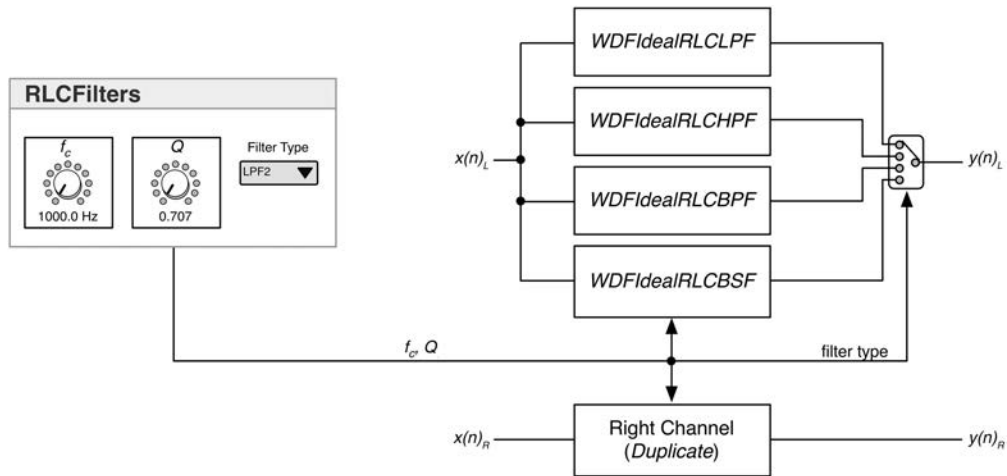 RLCFilters
fc
1000.0 Hz
Q
0.707
Filter Type
LPF2
x(n)L
WDFIdealRLCLPF
WDFIdealRLCHPF
WDFIdealRLCBPF
WDFIdealRLCBSF
y(n)L
fc, Q
filter type
x(n)R
Right Channel
(Duplicate)
y(n)R